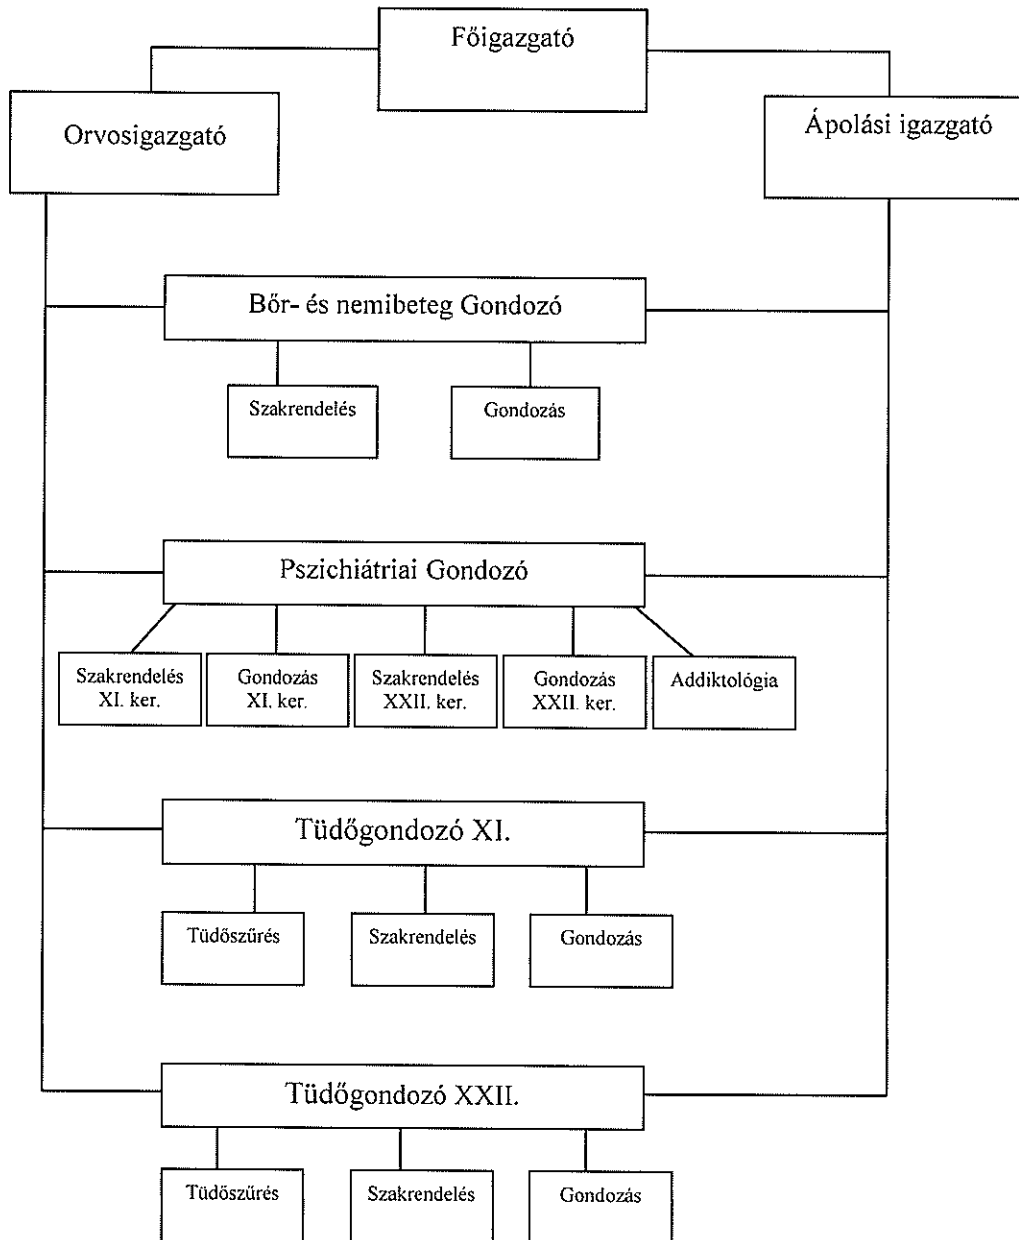 Főigazgató
Orvosigazgató
Ápolási igazgató
Bőr- és nemibeteg Gondozó
Szakrendelés
Gondozás
Pszichiátriai Gondozó
Szakrendelés
XI. ker.
Gondozás
XI. ker.
Szakrendelés
XXII. ker.
Gondozás
XXII. ker.
Addiktológia
Tüdőgondozó XI.
Tüdőszűrés
Szakrendelés
Gondozás
Tüdőgondozó XXII.
Tüdőszűrés
Szakrendelés
Gondozás